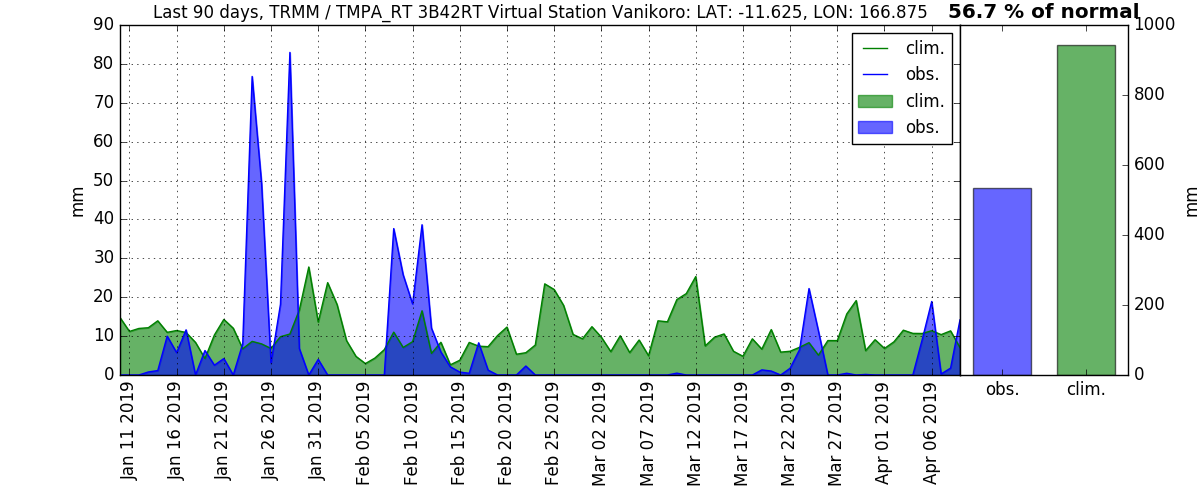 Last 90 days, TRMM / TMPA_RT 3B42RT Virtual Station Vanikoro: LAT: -11.625, LON: 166.875
56.7 % of normal
90
80
70
60
50
40
30
20
10
0
mm
clim.
obs.
clim.
obs.
1000
800
600
400
200
0
mm
obs.
clim.
Jan 11 2019
Jan 16 2019
Jan 21 2019
Jan 26 2019
Jan 31 2019
Feb 05 2019
Feb 10 2019
Feb 15 2019
Feb 20 2019
Feb 25 2019
Mar 02 2019
Mar 07 2019
Mar 12 2019
Mar 17 2019
Mar 22 2019
Mar 27 2019
Apr 01 2019
Apr 06 2019